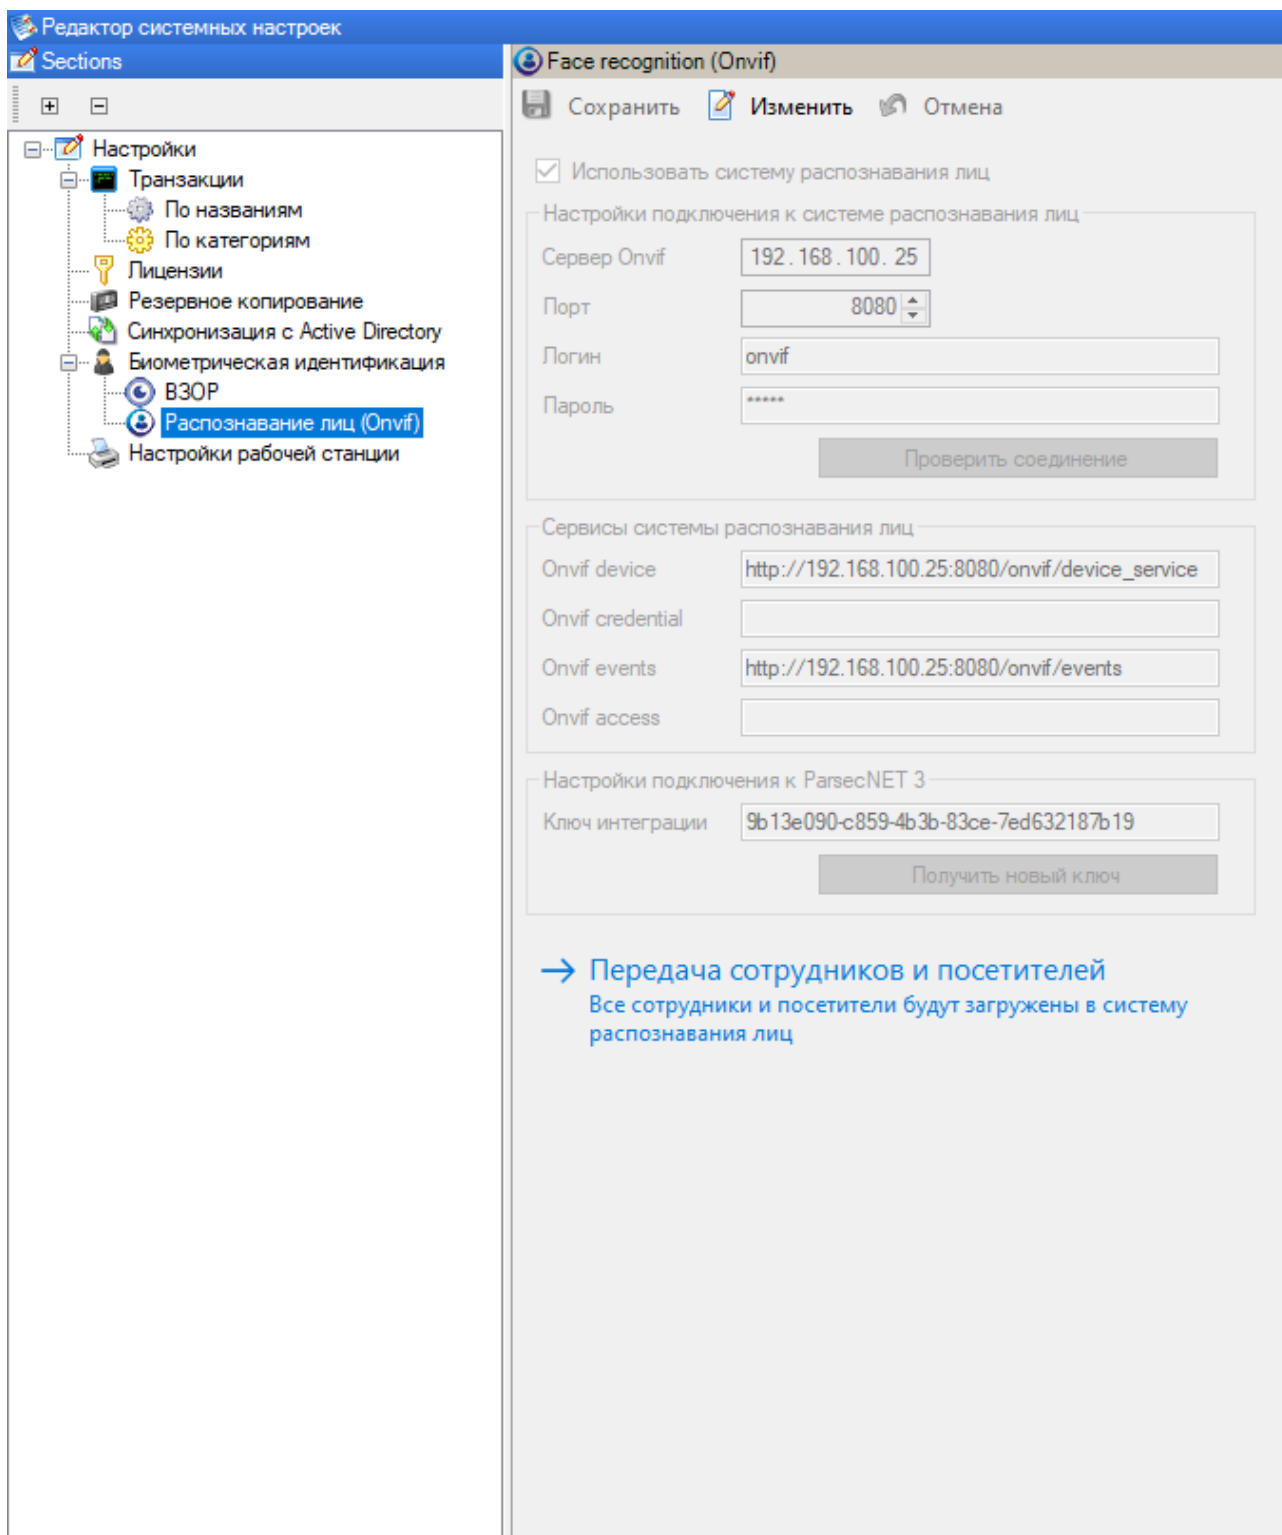 Редактор системных настроек
Sections
Настройки
Транзакции
По названиям
По категориям
Лицензии
Резервное копирование
Синхронизация с Active Directory
Биометрическая идентификация
ВЗОР
Распознавание лиц (Onvif)
Настройки рабочей станции
Face recognition (Onvif)
Сохранить Изменить Отмена
Использовать систему распознавания лиц
Настройки подключения к системе распознавания лиц
Сервер Onvif 192 . 168 . 100 . 25
Порт 8080
Логин onvif
Пароль *****
Проверить соединение
Сервисы системы распознавания лиц
Onvif device http://192.168.100.25:8080/onvif/device_service
Onvif credential
Onvif events http://192.168.100.25:8080/onvif/events
Onvif access
Настройки подключения к ParsecNET 3
Ключ интеграции 9b13e090-c859-4b3b-83ce-7ed632187b19
Получить новый ключ
Передача сотрудников и посетителей
Все сотрудники и посетители будут загружены в систему
распознавания лиц